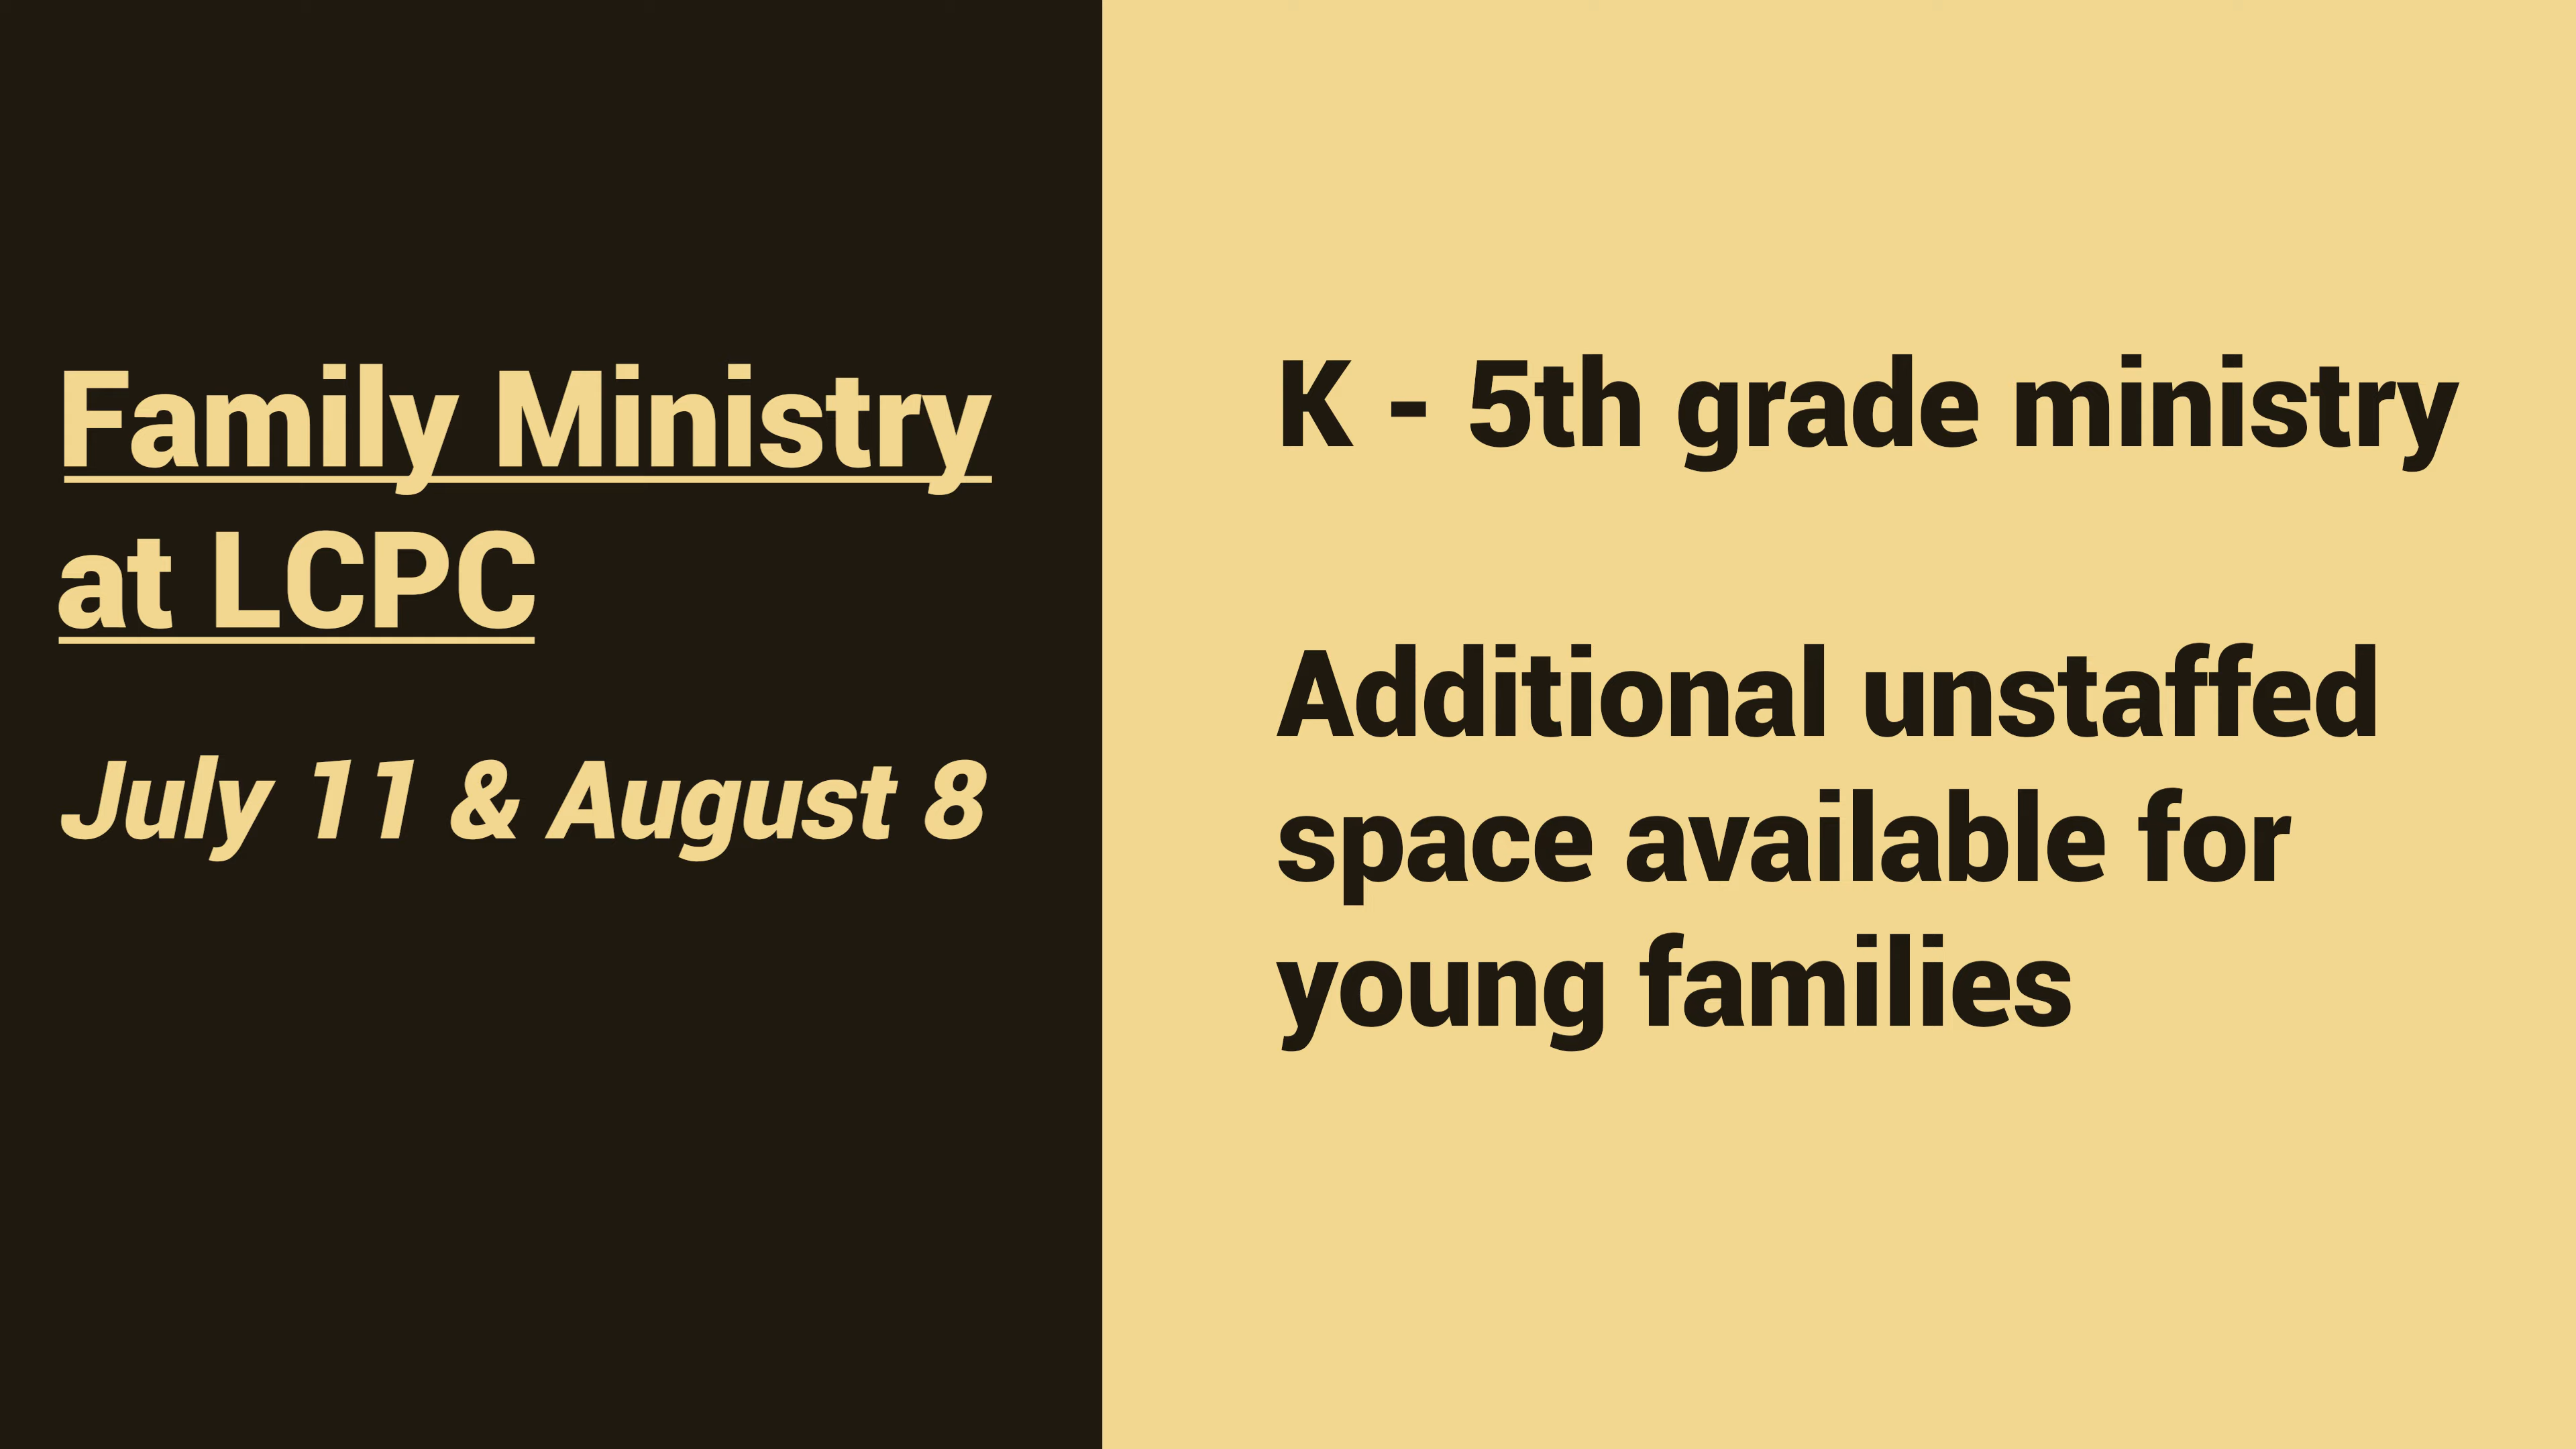 Family Ministry
at LCPC
July 11 & August 8
K - 5th grade ministry
Additional unstaffed
space available for
young families